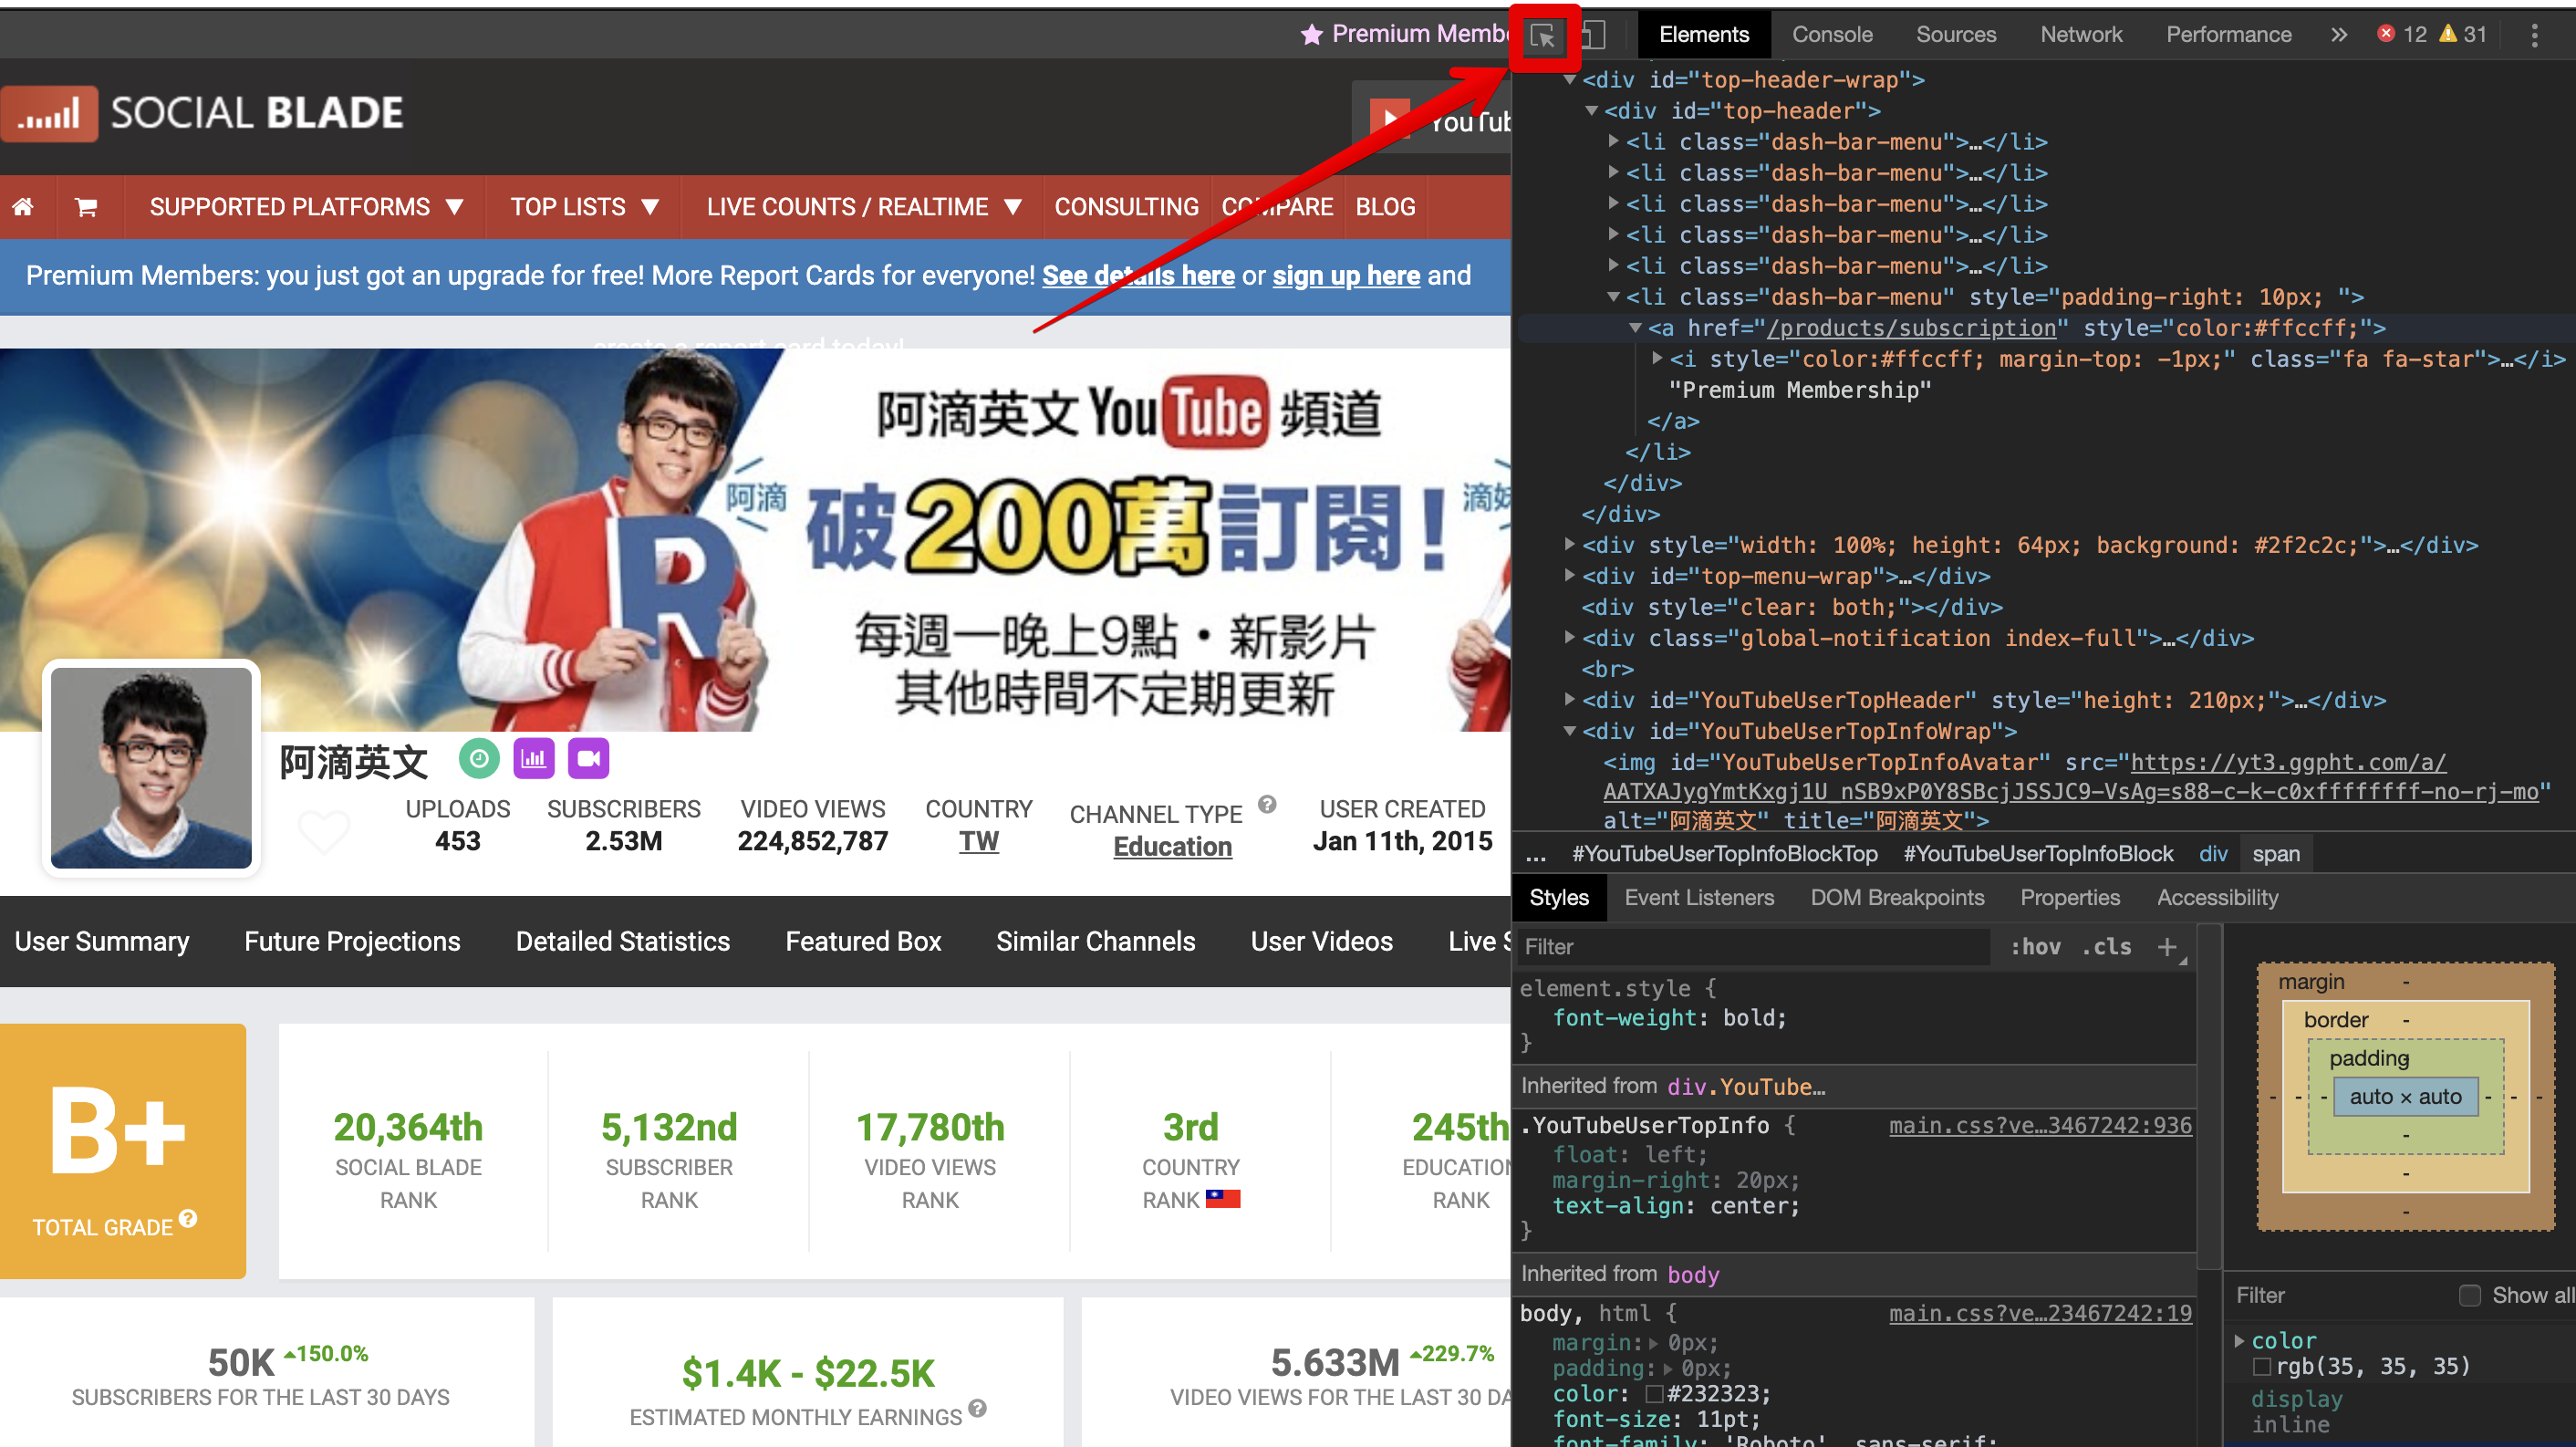 Premium Membe
SOCIAL BLADE
YouTub
SUPPORTED PLATFORMS ▼ TOP LISTS ▼ LIVE COUNTS / REALTIME ▼ CONSULTING COMPARE BLOG
Premium Members: you just got an upgrade for free! More Report Cards for everyone! See details here or sign up here and
create a report card today!
阿滴英文 YouTube 頻道
阿滴
破200萬訂閱!
滴妹
每週一晚上9點・新影片
其他時間不定期更新
R
阿滴英文
UPLOADS SUBSCRIBERS VIDEO VIEWS COUNTRY CHANNEL TYPE ? USER CREATED
453 2.53M 224,852,787 TW Education Jan 11th, 2015
User Summary Future Projections Detailed Statistics Featured Box Similar Channels User Videos Live S
B+
TOTAL GRADE ?
20,364th 5,132nd 17,780th 3rd 245th
SOCIAL BLADE SUBSCRIBER VIDEO VIEWS COUNTRY EDUCATION
RANK RANK RANK RANK RANK
50K 150.0%
SUBSCRIBERS FOR THE LAST 30 DAYS
$1.4K - $22.5K
ESTIMATED MONTHLY EARNINGS ?
5.633M 229.7%
VIDEO VIEWS FOR THE LAST 30 DA
Elements Console Sources Network Performance » 12 31
<div id="top-header-wrap">
<div id="top-header">
<li class="dash-bar-menu">…</li>
<li class="dash-bar-menu">…</li>
<li class="dash-bar-menu">…</li>
<li class="dash-bar-menu">…</li>
<li class="dash-bar-menu">…</li>
<li class="dash-bar-menu" style="padding-right: 10px; ">
<a href="/products/subscription" style="color:#ffccff;">
<i style="color:#ffccff; margin-top: -1px;" class="fa fa-star">…</i>
"Premium Membership"
</a>
</li>
</div>
</div>
<div style="width: 100%; height: 64px; background: #2f2c2c;">…</div>
<div id="top-menu-wrap">…</div>
<div style="clear: both;"></div>
<div class="global-notification index-full">…</div>
<br>
<div id="YouTubeUserTopHeader" style="height: 210px;">…</div>
<div id="YouTubeUserTopInfoWrap">
<img id="YouTubeUserTopInfoAvatar" src="https://yt3.ggpht.com/a/
AATXAJygYmtKxgj1U_nSB9xP0Y8SBcjJSSJC9-VsAg=s88-c-k-c0xffffffff-no-rj-mo"
alt="阿滴英文" title="阿滴英文">
… #YouTubeUserTopInfoBlockTop #YouTubeUserTopInfoBlock div span
Styles Event Listeners DOM Breakpoints Properties Accessibility
Filter :hov .cls +
element.style {
font-weight: bold;
}
Inherited from div.YouTube…
.YouTubeUserTopInfo { main.css?ve…3467242:936
float: left;
margin-right: 20px;
text-align: center;
}
Inherited from body
body, html { main.css?ve…23467242:19
margin: 0px;
padding: 0px;
color: #232323;
font-size: 11pt;
font-family: 'Roboto', sans-serif;
margin -
border -
padding -
- - - auto × auto - - -
-
-
-
Filter Show all
color
rgb(35, 35, 35)
display
inline